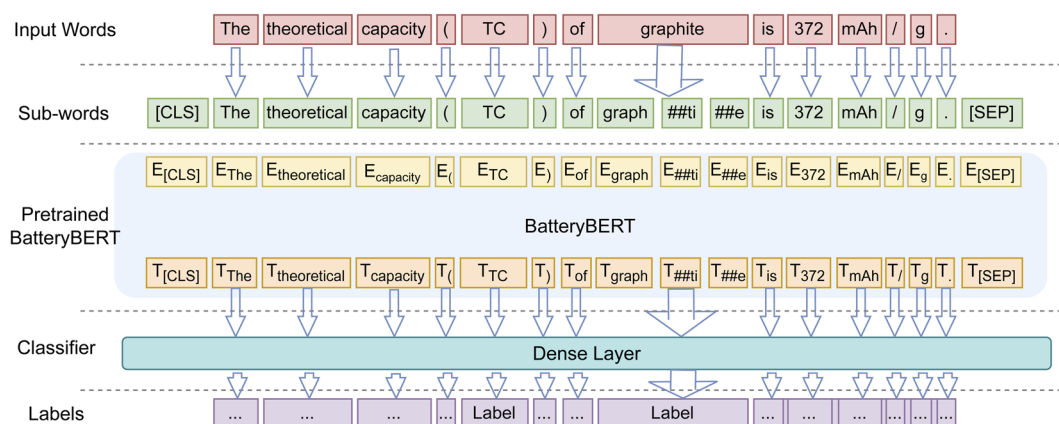 Input Words The theoretical capacity ( TC ) of graphite is 372 mAh / g .
Sub-words [CLS] The theoretical capacity ( TC ) of graph ##ti ##e is 372 mAh / g . [SEP]
E[CLS] EThe Etheoretical Ecapacity E( ETC E) Eof Egraph E##ti E##e Eis E372 EmAh E/ Eg E. E[SEP]
Pretrained
BatteryBERT
BatteryBERT
T[CLS] TThe Ttheoretical Tcapacity T( TTC T) Tof Tgraph T##ti T##e Tis T372 TmAh T/ Tg T. T[SEP]
Classifier Dense Layer
Labels ... ... ... ... Label ... ... Label ... ... ... ... ... ...